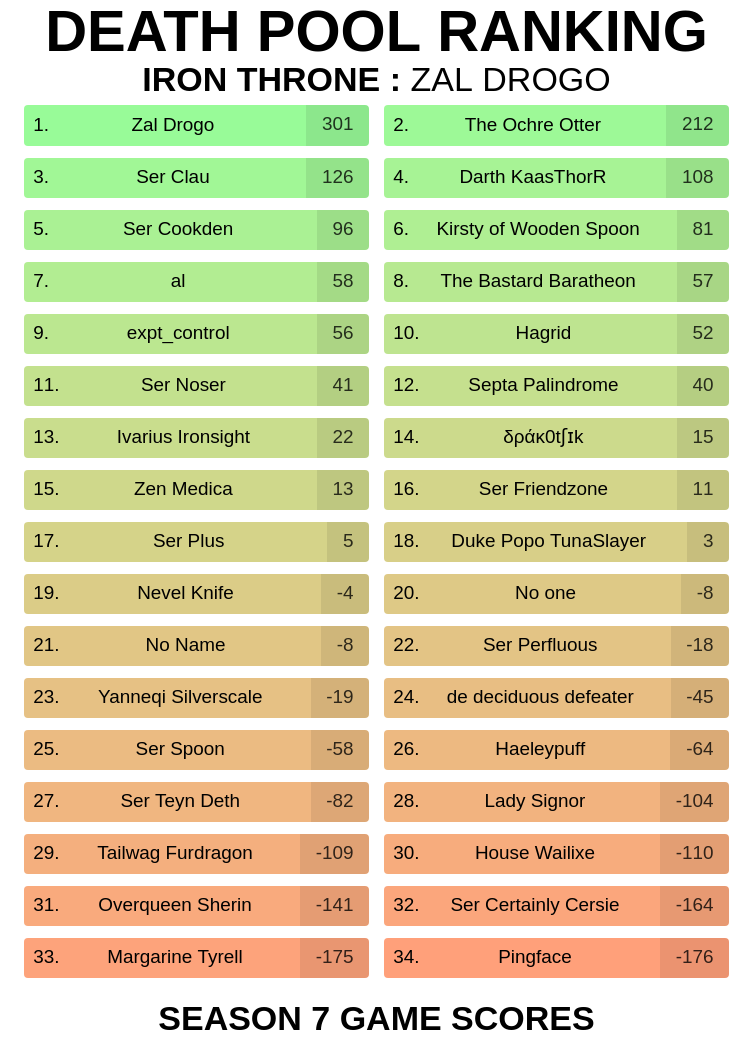 DEATH POOL RANKING
IRON THRONE : ZAL DROGO
1. Zal Drogo 301
2. The Ochre Otter 212
3. Ser Clau 126
4. Darth KaasThorR 108
5. Ser Cookden 96
6. Kirsty of Wooden Spoon 81
7. al 58
8. The Bastard Baratheon 57
9. expt_control 56
10. Hagrid 52
11. Ser Noser 41
12. Septa Palindrome 40
13. Ivarius Ironsight 22
14. δράκ0tʃɪk 15
15. Zen Medica 13
16. Ser Friendzone 11
17. Ser Plus 5
18. Duke Popo TunaSlayer 3
19. Nevel Knife -4
20. No one -8
21. No Name -8
22. Ser Perfluous -18
23. Yanneqi Silverscale -19
24. de deciduous defeater -45
25. Ser Spoon -58
26. Haeleypuff -64
27. Ser Teyn Deth -82
28. Lady Signor -104
29. Tailwag Furdragon -109
30. House Wailixe -110
31. Overqueen Sherin -141
32. Ser Certainly Cersie -164
33. Margarine Tyrell -175
34. Pingface -176
SEASON 7 GAME SCORES